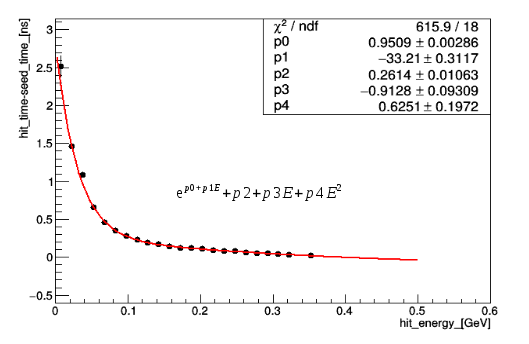 χ² / ndf 615.9 / 18
p0 0.9509 ± 0.00286
p1 −33.21 ± 0.3117
p2 0.2614 ± 0.01063
p3 −0.9128 ± 0.09309
p4 0.6251 ± 0.1972
hit_time-seed_time_[ns]
3
2.5
2
1.5
1
0.5
0
−0.5
e^{p0+p1E}+p2+p3E+p4E²
0 0.1 0.2 0.3 0.4 0.5 0.6
hit_energy_[GeV]